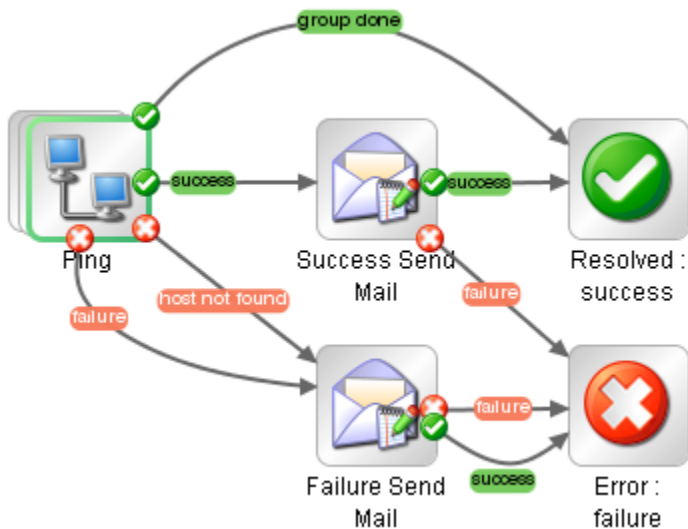 group done
success
success
Ping
Success Send
Mail
Resolved :
success
host not found
failure
failure
failure
success
Failure Send
Mail
Error :
failure